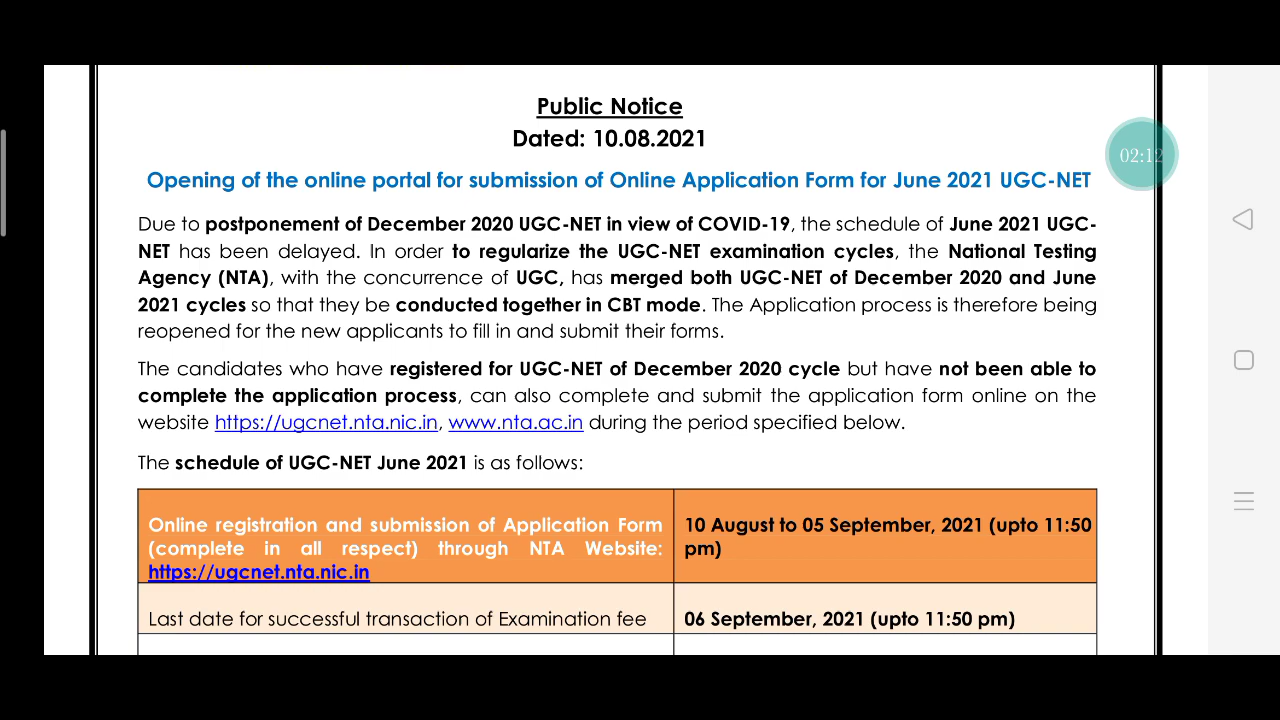 Public Notice
Dated: 10.08.2021
02:12
Opening of the online portal for submission of Online Application Form for June 2021 UGC-NET
Due to postponement of December 2020 UGC-NET in view of COVID-19, the schedule of June 2021 UGC-
NET has been delayed. In order to regularize the UGC-NET examination cycles, the National Testing
Agency (NTA), with the concurrence of UGC, has merged both UGC-NET of December 2020 and June
2021 cycles so that they be conducted together in CBT mode. The Application process is therefore being
reopened for the new applicants to fill in and submit their forms.
The candidates who have registered for UGC-NET of December 2020 cycle but have not been able to
complete the application process, can also complete and submit the application form online on the
website https://ugcnet.nta.nic.in, www.nta.ac.in during the period specified below.
The schedule of UGC-NET June 2021 is as follows:
Online registration and submission of Application Form
(complete in all respect) through NTA Website:
https://ugcnet.nta.nic.in
10 August to 05 September, 2021 (upto 11:50
pm)
Last date for successful transaction of Examination fee
06 September, 2021 (upto 11:50 pm)